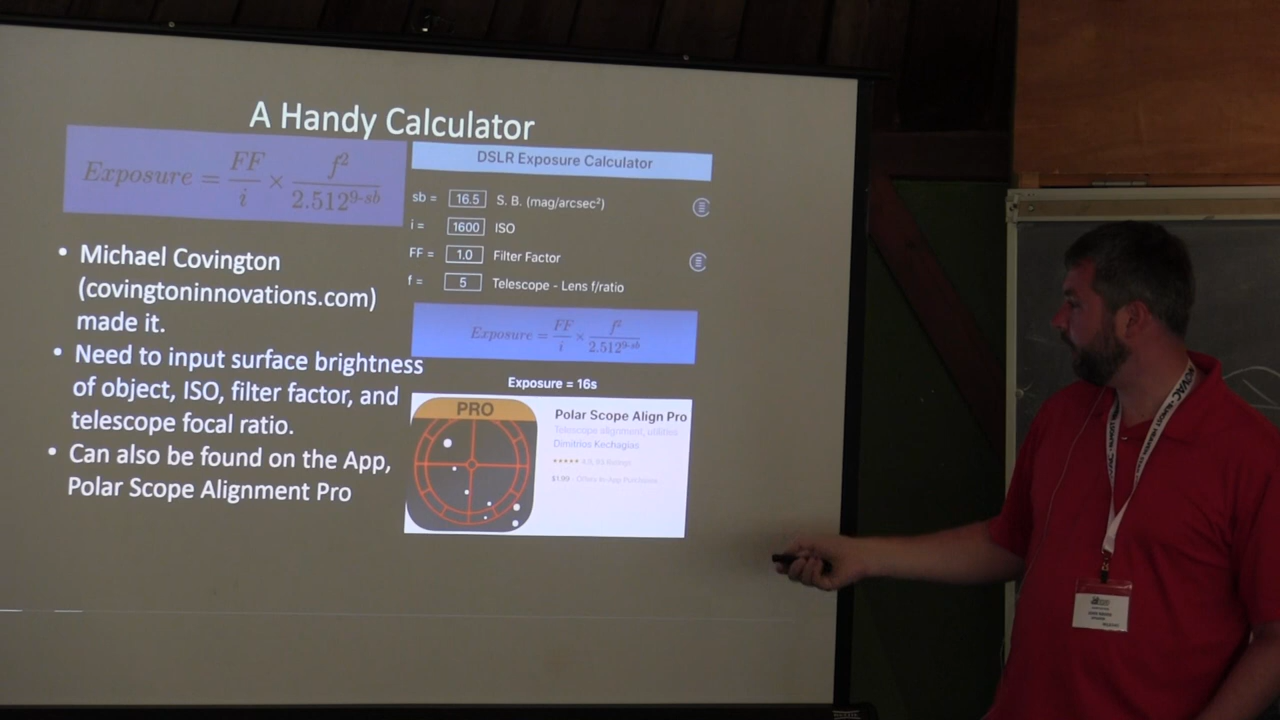 A Handy Calculator
Exposure = FF/i × f²/2.512^9-sb
• Michael Covington
(covingtoninnovations.com)
made it.
• Need to input surface brightness
of object, ISO, filter factor, and
telescope focal ratio.
• Can also be found on the App,
Polar Scope Alignment Pro
DSLR Exposure Calculator
sb = 16.5 S. B. (mag/arcsec²)
i = 1600 ISO
FF = 1.0 Filter Factor
f = 5 Telescope - Lens f/ratio
Exposure = FF/i × f²/2.512^9-sb
Exposure = 16s
PRO
Polar Scope Align Pro
Telescope alignment, utilities
Dimitrios Kechagias
$1.99
NOVAC